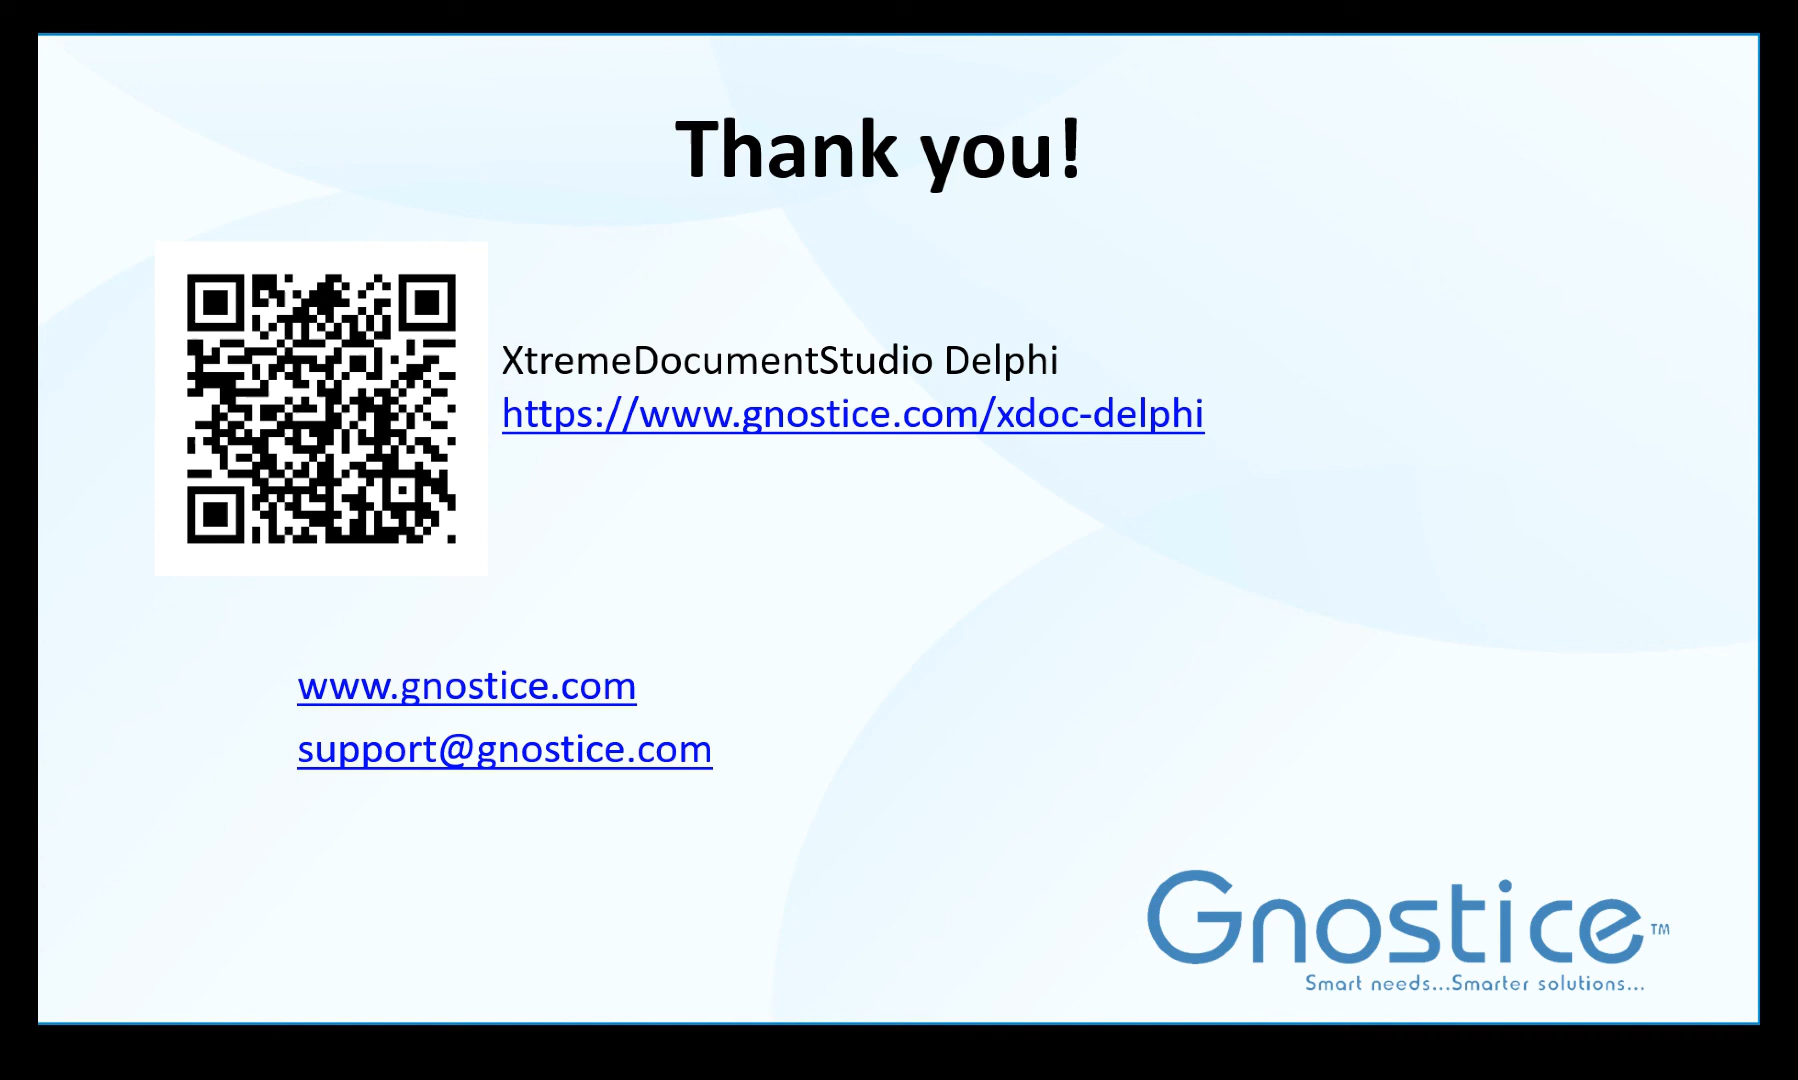 Thank you!
XtremeDocumentStudio Delphi
https://www.gnostice.com/xdoc-delphi
www.gnostice.com
support@gnostice.com
Gnostice™
Smart needs...Smarter solutions...